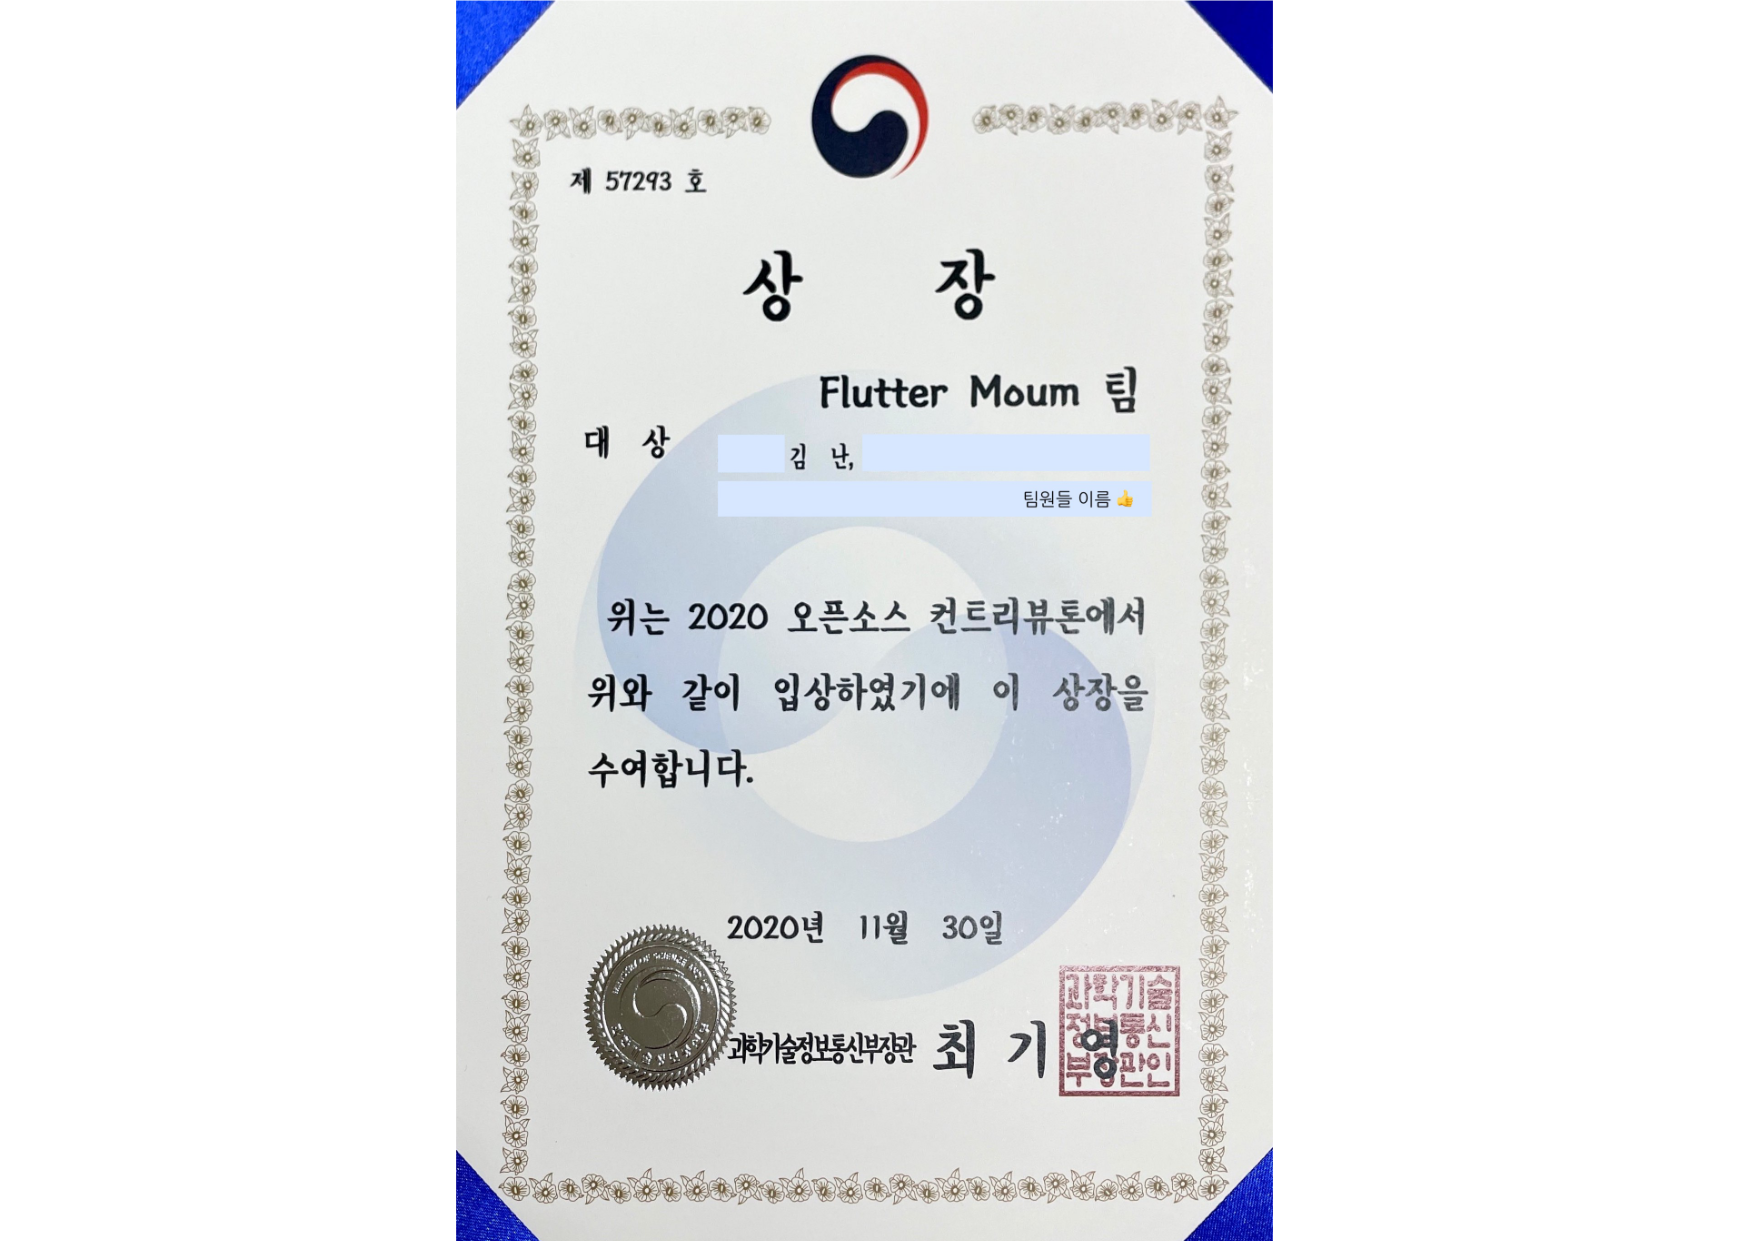 제 57293 호
상 장
Flutter Moum 팀
대 상
김 난,
팀원들 이름 👍
위는 2020 오픈소스 컨트리뷰톤에서
위와 같이 입상하였기에 이 상장을
수여합니다.
2020년 11월 30일
과학기술정보통신부장관 최 기 영
과학기술
정보통신
부장관인